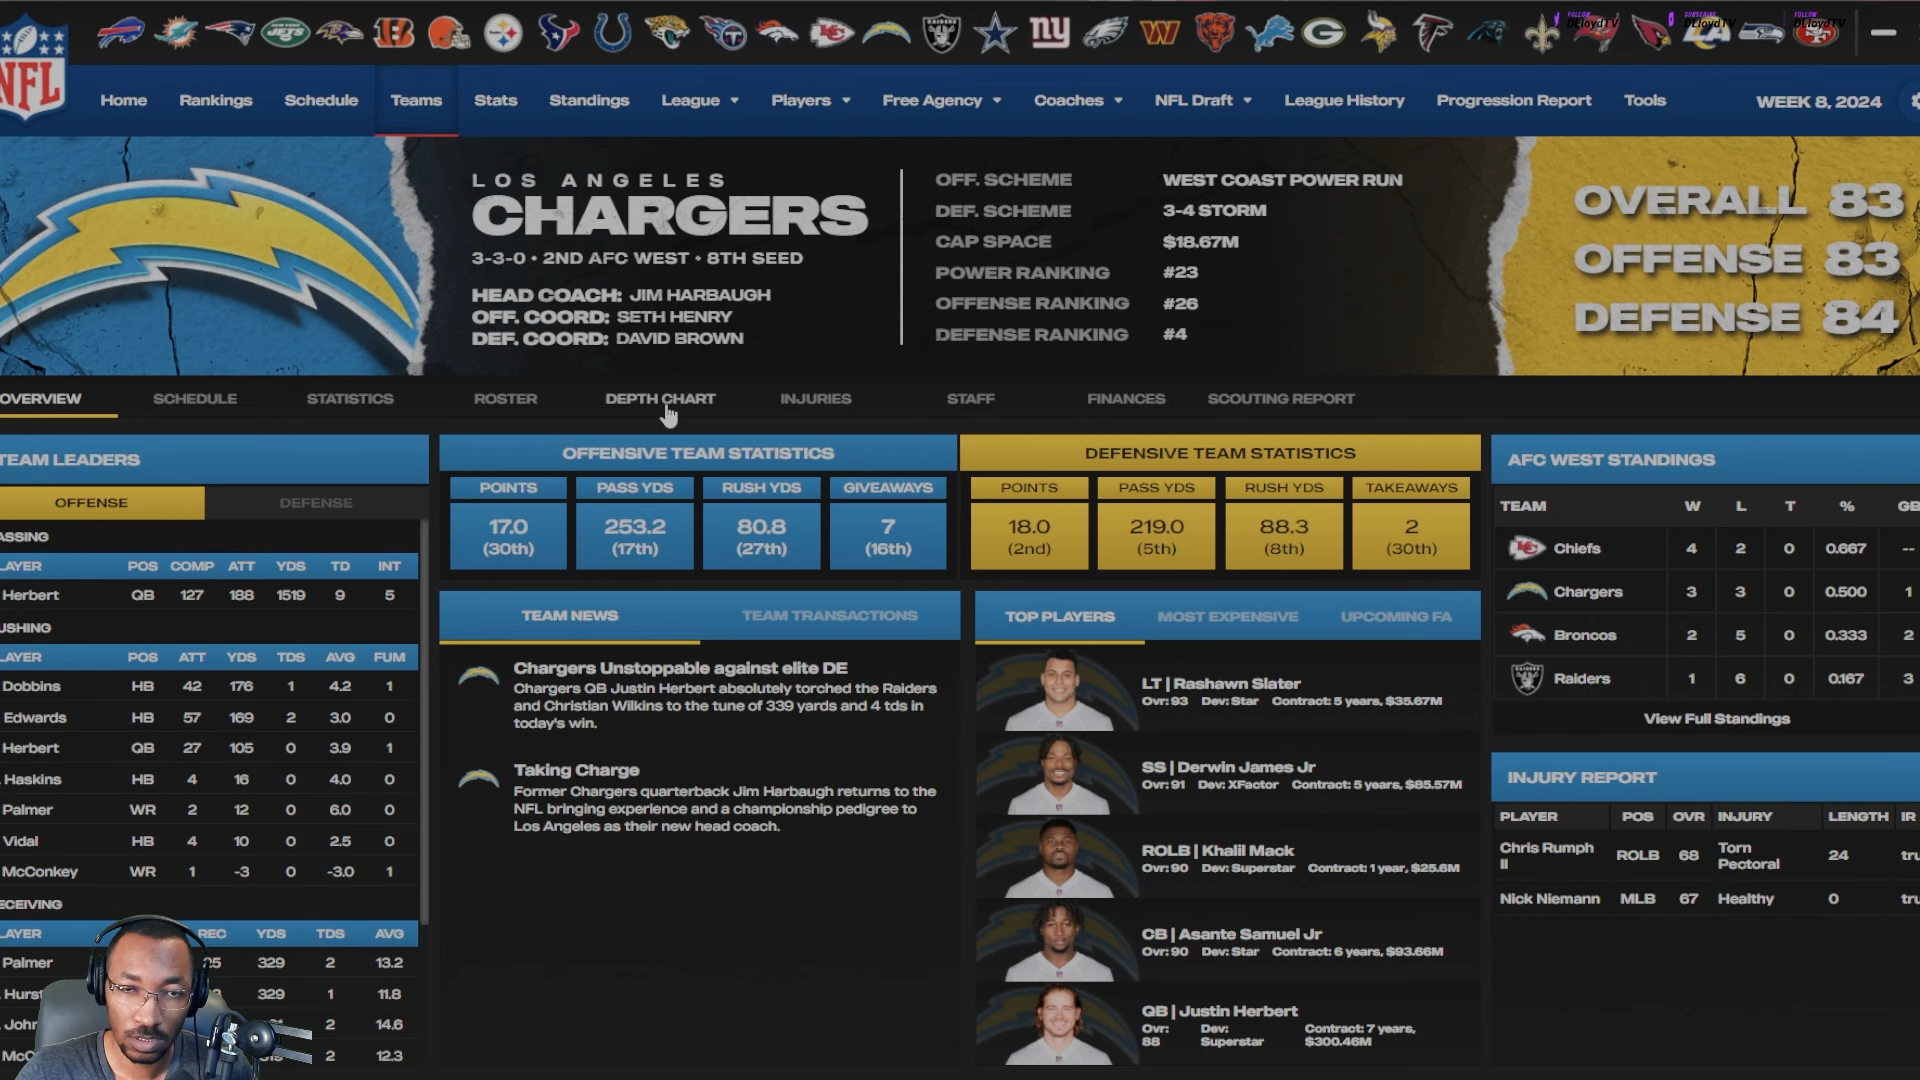 FOLLOW
DLloydTV
SUBSCRIBE
DLloydTV
FOLLOW
DLloydTV
NFL
Home Rankings Schedule Teams Stats Standings League Players Free Agency Coaches NFL Draft League History Progression Report Tools WEEK 8, 2024
LOS ANGELES
CHARGERS
3-3-0 • 2ND AFC WEST • 8TH SEED
HEAD COACH: JIM HARBAUGH
OFF. COORD: SETH HENRY
DEF. COORD: DAVID BROWN
OFF. SCHEME WEST COAST POWER RUN
DEF. SCHEME 3-4 STORM
CAP SPACE $18.67M
POWER RANKING #23
OFFENSE RANKING #26
DEFENSE RANKING #4
OVERALL 83
OFFENSE 83
DEFENSE 84
OVERVIEW SCHEDULE STATISTICS ROSTER DEPTH CHART INJURIES STAFF FINANCES SCOUTING REPORT
TEAM LEADERS
OFFENSE DEFENSE
ASSING
LAYER POS COMP ATT YDS TD INT
Herbert QB 127 188 1519 9 5
USHING
LAYER POS ATT YDS TDS AVG FUM
Dobbins HB 42 176 1 4.2 1
Edwards HB 57 169 2 3.0 0
Herbert QB 27 105 0 3.9 1
Haskins HB 4 16 0 4.0 0
Palmer WR 2 12 0 6.0 0
Vidal HB 4 10 0 2.5 0
McConkey WR 1 -3 0 -3.0 1
ECEIVING
LAYER REC YDS TDS AVG
Palmer 25 329 2 13.2
Hurst 329 1 11.8
2 14.6
2 12.3
OFFENSIVE TEAM STATISTICS
POINTS PASS YDS RUSH YDS GIVEAWAYS
17.0 253.2 80.8 7
(30th) (17th) (27th) (16th)
DEFENSIVE TEAM STATISTICS
POINTS PASS YDS RUSH YDS TAKEAWAYS
18.0 219.0 88.3 2
(2nd) (5th) (8th) (30th)
TEAM NEWS TEAM TRANSACTIONS
Chargers Unstoppable against elite DE
Chargers QB Justin Herbert absolutely torched the Raiders
and Christian Wilkins to the tune of 339 yards and 4 tds in
today's win.
Taking Charge
Former Chargers quarterback Jim Harbaugh returns to the
NFL bringing experience and a championship pedigree to
Los Angeles as their new head coach.
TOP PLAYERS MOST EXPENSIVE UPCOMING FA
LT | Rashawn Slater
Ovr: 93 Dev: Star Contract: 5 years, $35.67M
SS | Derwin James Jr
Ovr: 91 Dev: XFactor Contract: 5 years, $85.57M
ROLB | Khalil Mack
Ovr: 90 Dev: Superstar Contract: 1 year, $25.6M
CB | Asante Samuel Jr
Ovr: 90 Dev: Star Contract: 6 years, $93.66M
QB | Justin Herbert
Ovr: Dev: Contract: 7 years,
88 Superstar $300.46M
AFC WEST STANDINGS
TEAM W L T % GB
Chiefs 4 2 0 0.667 --
Chargers 3 3 0 0.500 1
Broncos 2 5 0 0.333 2
Raiders 1 6 0 0.167 3
View Full Standings
INJURY REPORT
PLAYER POS OVR INJURY LENGTH IR
Chris Rumph
II ROLB 68 Torn
Pectoral 24 tru
Nick Niemann MLB 67 Healthy 0 tru